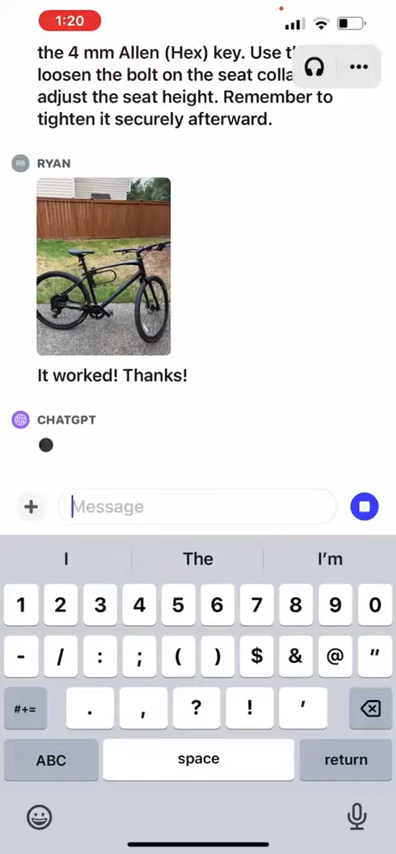 1:20
the 4 mm Allen (Hex) key. Use
loosen the bolt on the seat
adjust the seat height. Remember to
tighten it securely afterward.
RB RYAN
It worked! Thanks!
CHATGPT
Message
I The I'm
1 2 3 4 5 6 7 8 9 0
- / : ; ( ) $ & @ "
#+= . , ? ! '
ABC space return